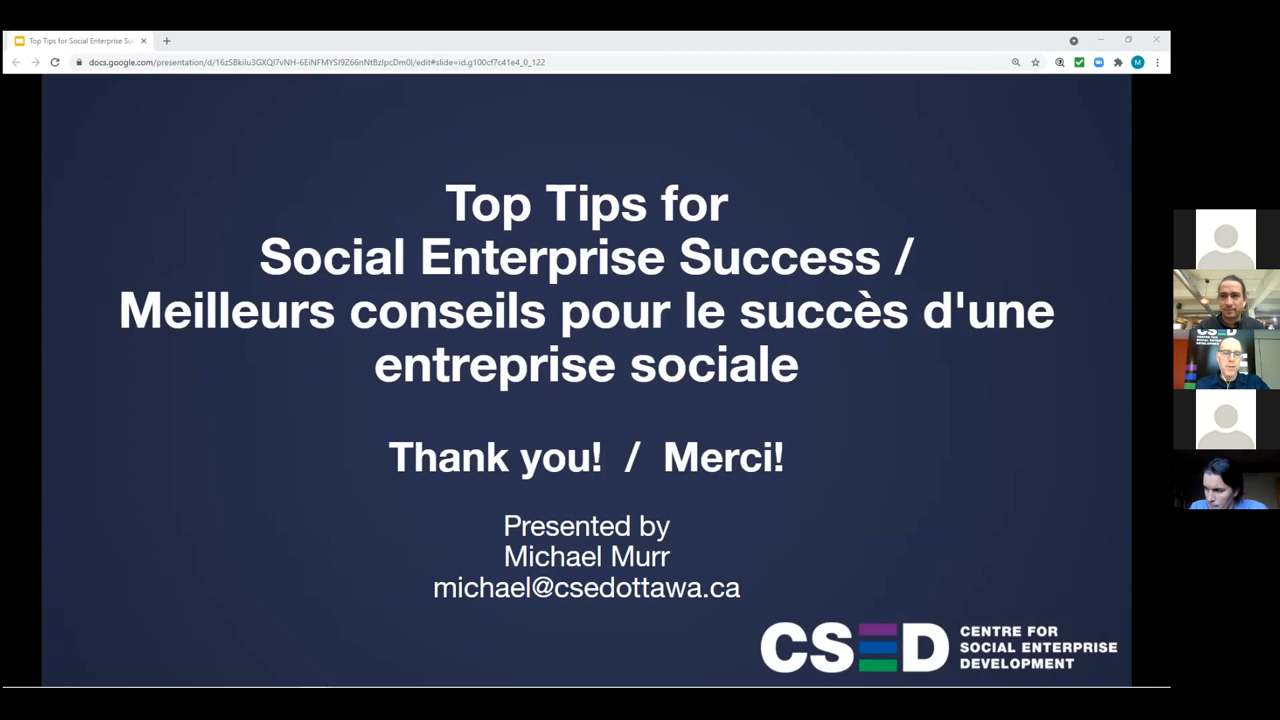 Top Tips for Social Enterprise Su
docs.google.com/presentation/d/16zSBkilu3GXQJ7vNH-6EiNFMYSI9Z66nNtBzlpcDm0I/edit#slide=id.g100cf7c41e4_0_122
M
Top Tips for
Social Enterprise Success /
Meilleurs conseils pour le succès d'une
entreprise sociale
Thank you! / Merci!
Presented by
Michael Murr
michael@csedottawa.ca
CSED
CENTRE FOR
SOCIAL ENTERPRISE
DEVELOPMENT